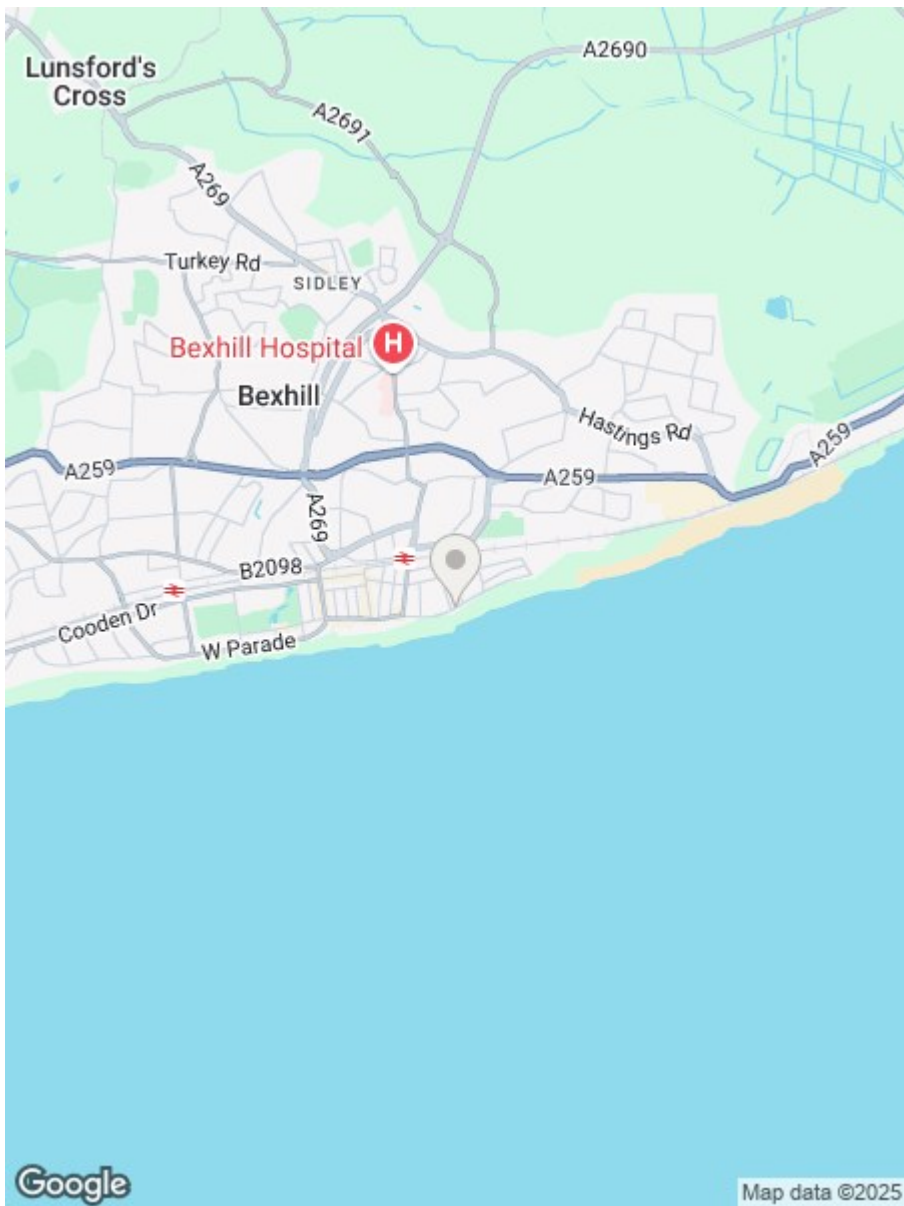 A2690
Lunsford's
Cross
A2691
A269
Turkey Rd
SIDLEY
Bexhill Hospital
H
Bexhill
Hastings Rd
A259
A259
A259
A269
B2098
Cooden Dr
W Parade
Google
Map data ©2025